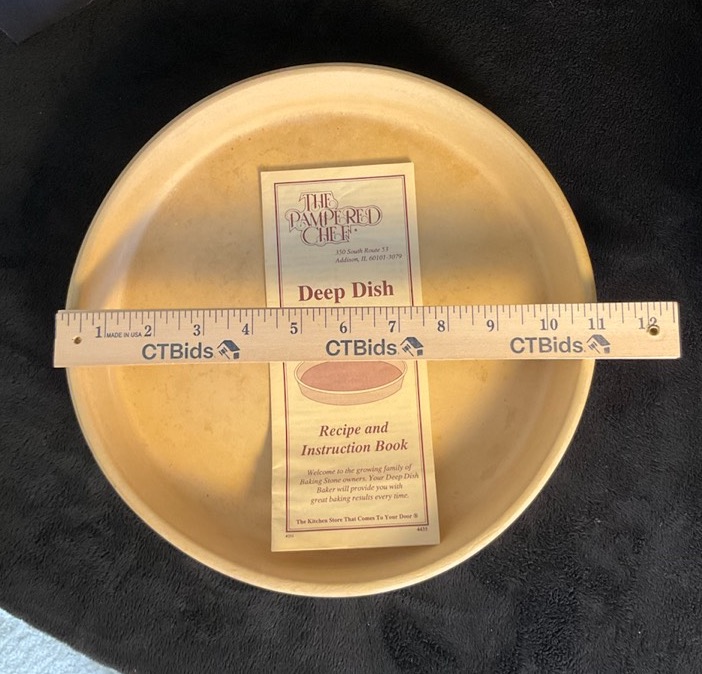 THE
PAMPERED
CHEF®
350 South Route 53
Addison, IL 60101-3079
Deep Dish
1 MADE IN USA 2 3 4 5 6 7 8 9 10 11 12
CTBids CTBids CTBids
Recipe and
Instruction Book
Welcome to the growing family of
Baking Stone owners. Your Deep Dish
Baker will provide you with
great baking results every time.
The Kitchen Store That Comes To Your Door ®